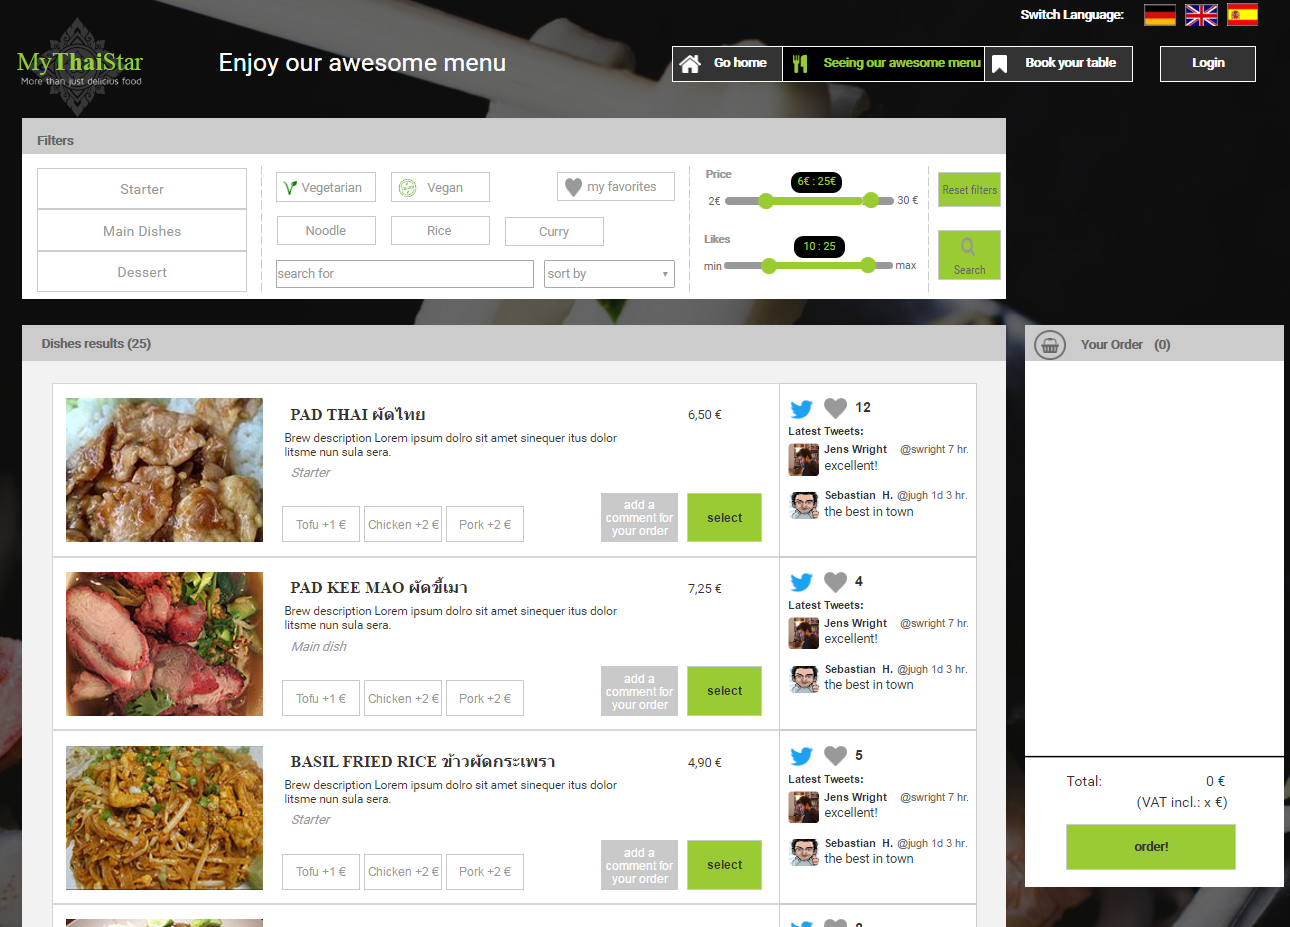 Switch Language:
MyThaiStar
More than just delicius food
Enjoy our awesome menu
Go home
Seeing our awesome menu
Book your table
Login
Filters
Starter
Main Dishes
Dessert
Vegetarian
Vegan
my favorites
Noodle
Rice
Curry
search for
sort by
Price
6€ : 25€
2€
30 €
Likes
10 : 25
min
max
Reset filters
Search
Dishes results (25)
PAD THAI ผัดไทย
6,50 €
Brew description Lorem ipsum dolro sit amet sinequer itus dolor
litsme nun sula sera.
Starter
Tofu +1 €
Chicken +2 €
Pork +2 €
add a
comment for
your order
select
12
Latest Tweets:
Jens Wright @swright 7 hr.
excellent!
Sebastian H. @jugh 1d 3 hr.
the best in town
PAD KEE MAO ผัดขี้เมา
7,25 €
Brew description Lorem ipsum dolro sit amet sinequer itus dolor
litsme nun sula sera.
Main dish
Tofu +1 €
Chicken +2 €
Pork +2 €
add a
comment for
your order
select
4
Latest Tweets:
Jens Wright @swright 7 hr.
excellent!
Sebastian H. @jugh 1d 3 hr.
the best in town
BASIL FRIED RICE ข้าวผัดกระเพรา
4,90 €
Brew description Lorem ipsum dolro sit amet sinequer itus dolor
litsme nun sula sera.
Starter
Tofu +1 €
Chicken +2 €
Pork +2 €
add a
comment for
your order
select
5
Latest Tweets:
Jens Wright @swright 7 hr.
excellent!
Sebastian H. @jugh 1d 3 hr.
the best in town
Your Order (0)
Total: 0 €
(VAT incl.: x €)
order!